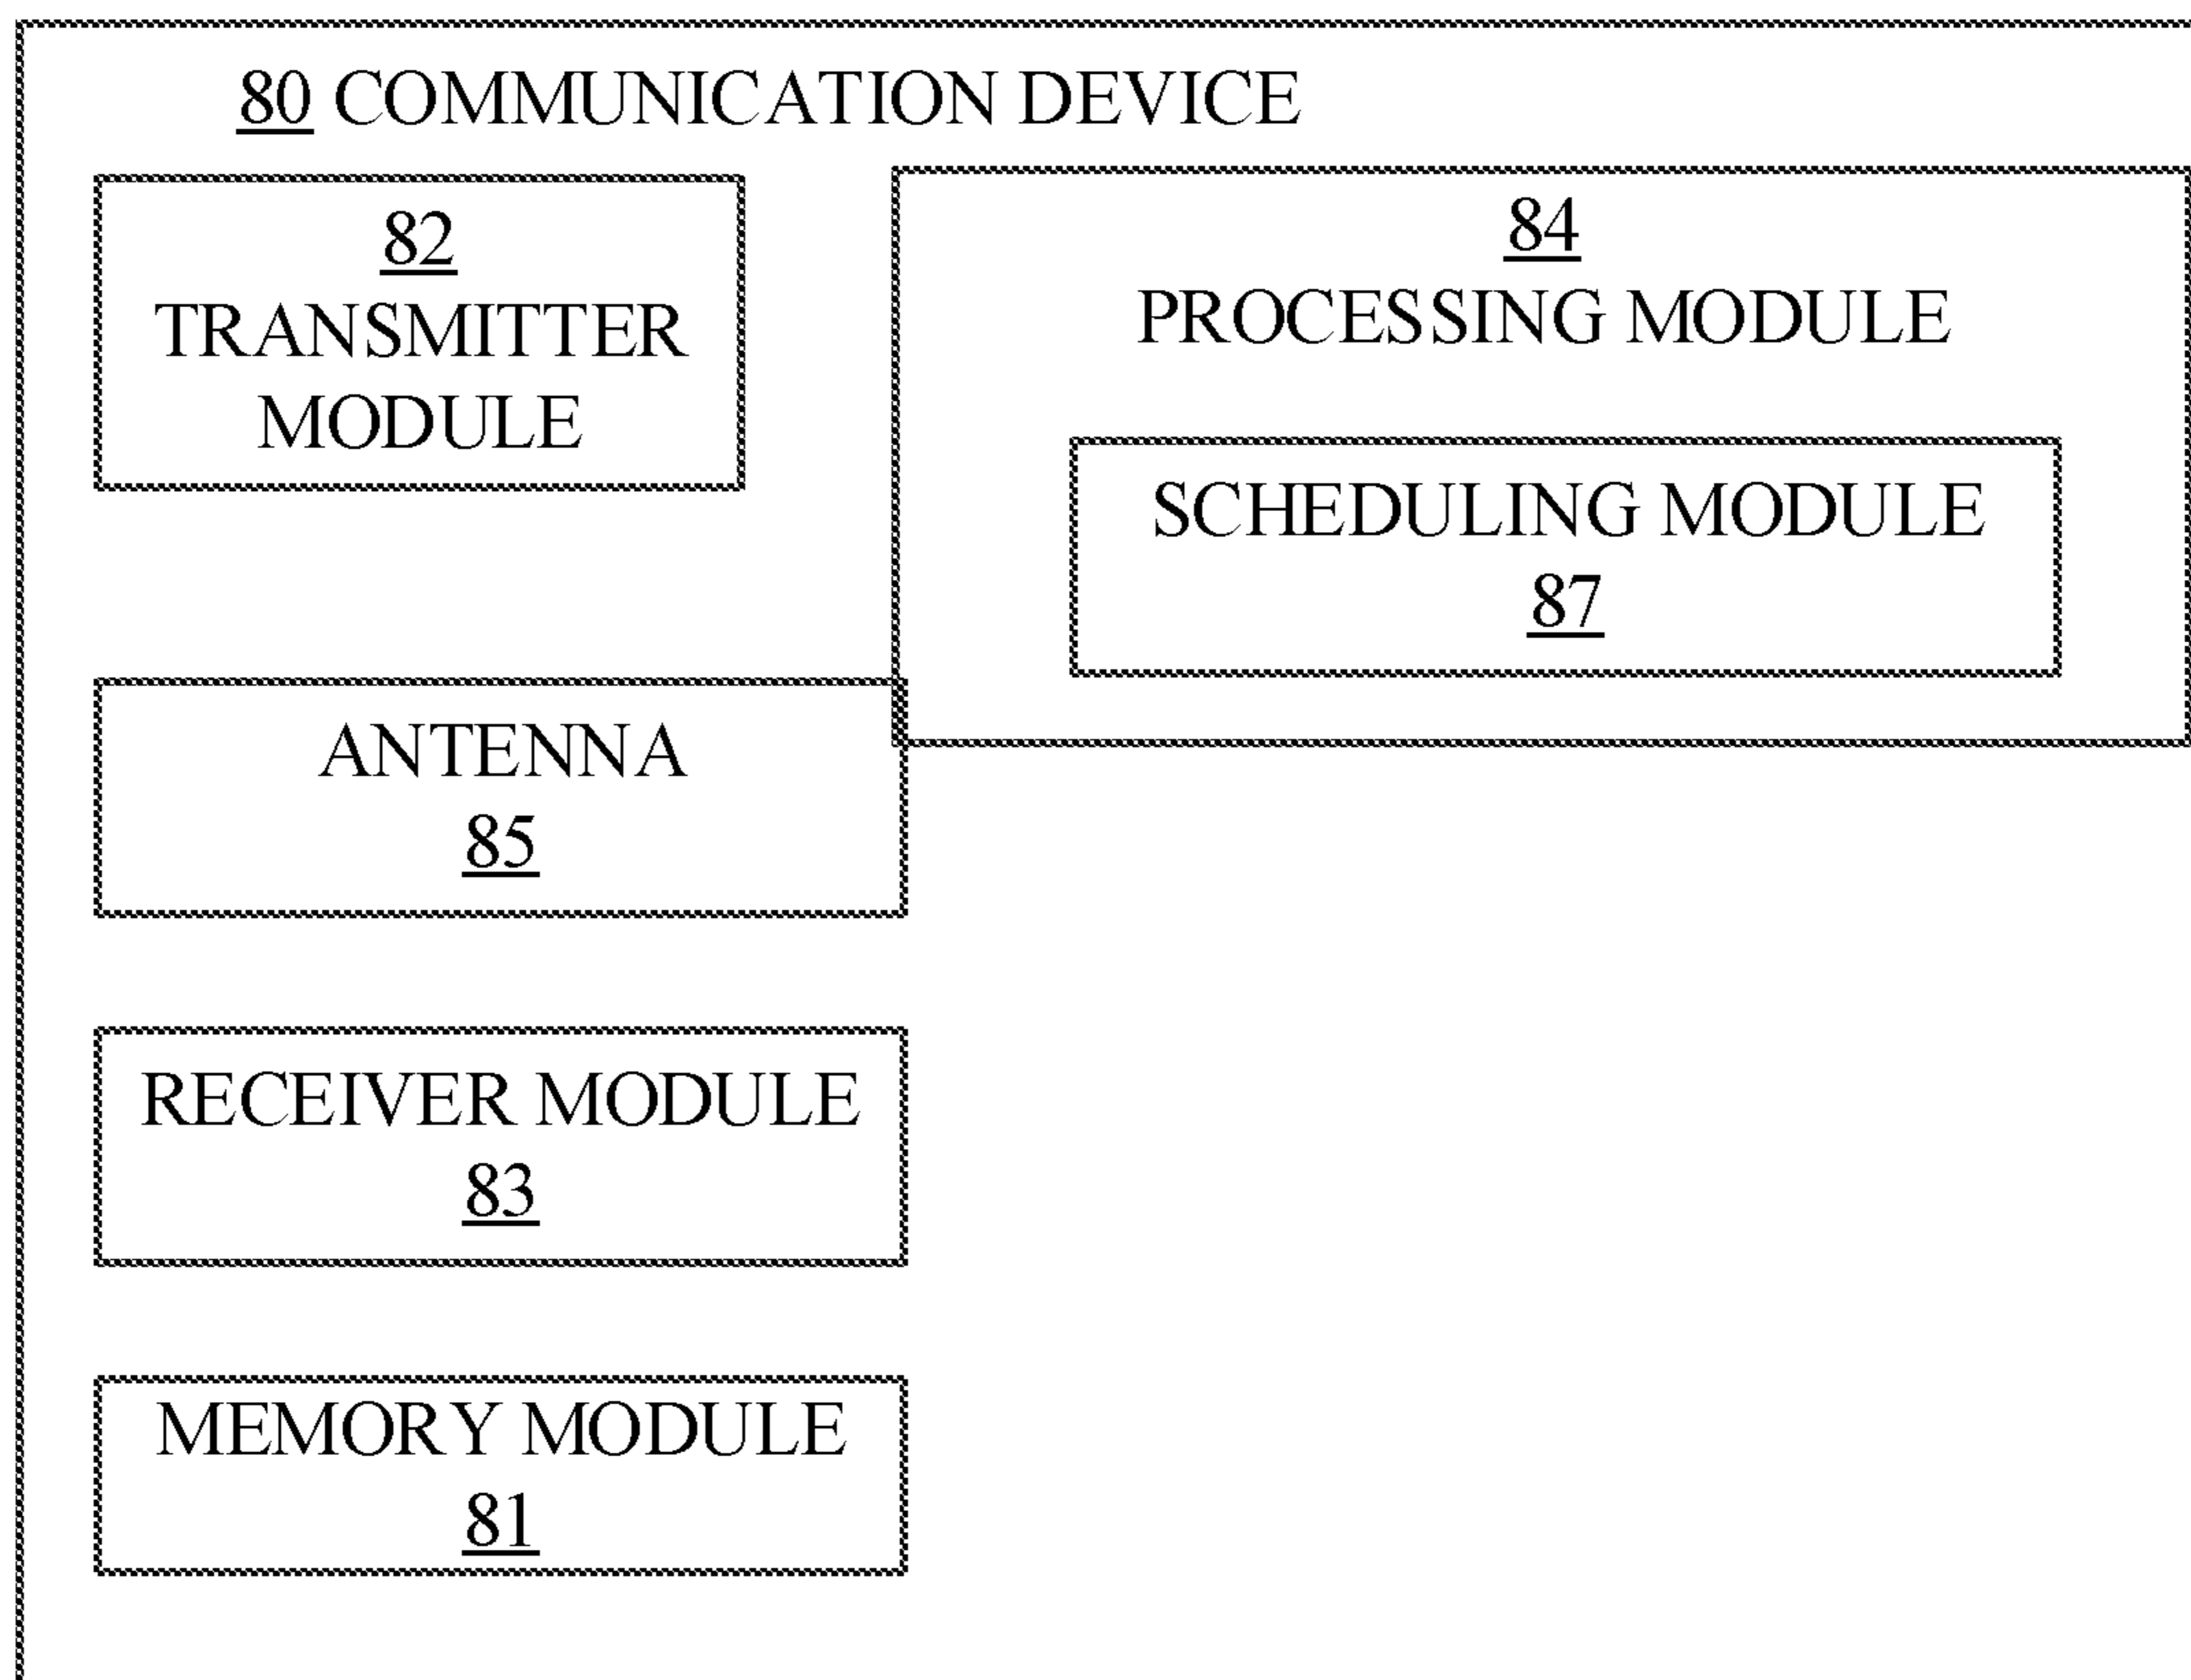 80 COMMUNICATION DEVICE
82
TRANSMITTER
MODULE
84
PROCESSING MODULE
SCHEDULING MODULE
87
ANTENNA
85
RECEIVER MODULE
83
MEMORY MODULE
81